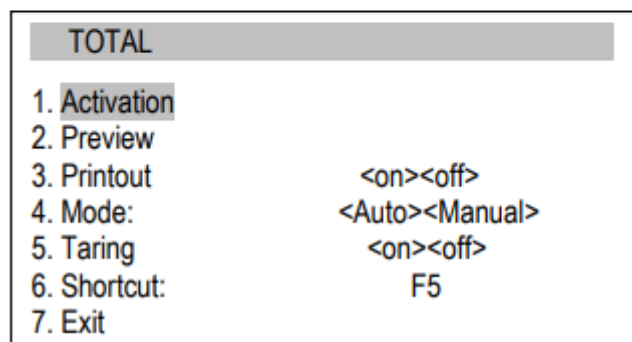 TOTAL
1. Activation
2. Preview
3. Printout <on><off>
4. Mode: <Auto><Manual>
5. Taring <on><off>
6. Shortcut: F5
7. Exit